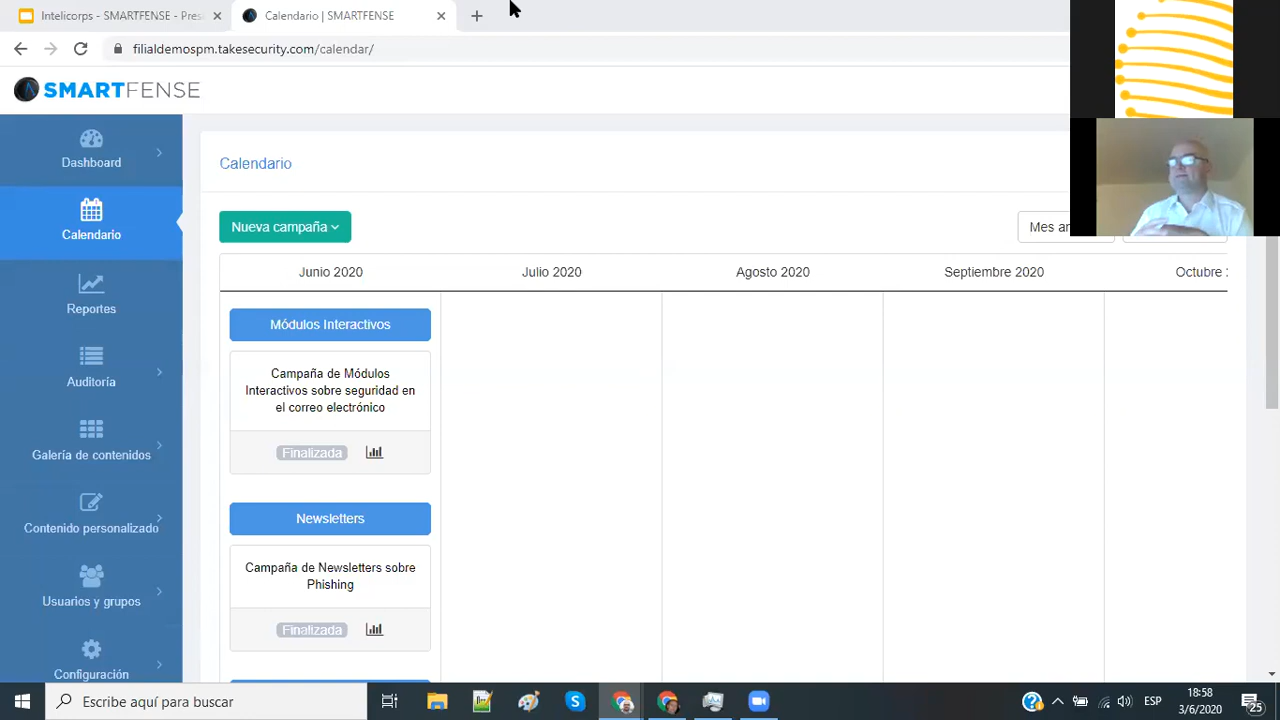 Intelicorps - SMARTFENSE - Pres
Calendario | SMARTFENSE
filialdemospm.takesecurity.com/calendar/
SMARTFENSE
Dashboard
Calendario
Reportes
Auditoría
Galería de contenidos
Contenido personalizado
Usuarios y grupos
Configuración
Calendario
Nueva campaña
Mes an
Junio 2020
Julio 2020
Agosto 2020
Septiembre 2020
Octubre
Módulos Interactivos
Campaña de Módulos
Interactivos sobre seguridad en
el correo electrónico
Finalizada
Newsletters
Campaña de Newsletters sobre
Phishing
Finalizada
Escribe aquí para buscar
ESP
18:58
3/6/2020
25